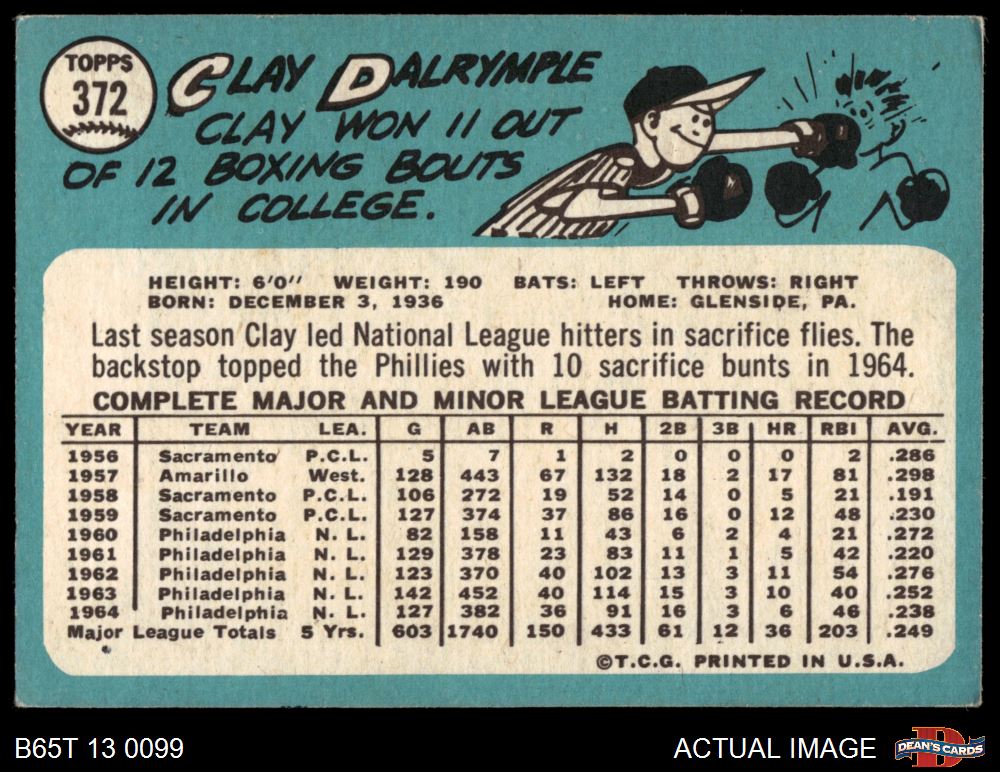 TOPPS
372
CLAY DALRYMPLE
CLAY WON 11 OUT
OF 12 BOXING BOUTS
IN COLLEGE.
HEIGHT: 6'0" WEIGHT: 190 BATS: LEFT THROWS: RIGHT
BORN: DECEMBER 3, 1936 HOME: GLENSIDE, PA.
Last season Clay led National League hitters in sacrifice flies. The
backstop topped the Phillies with 10 sacrifice bunts in 1964.
COMPLETE MAJOR AND MINOR LEAGUE BATTING RECORD
YEAR TEAM LEA. G AB R H 2B 3B HR RBI AVG.
1956 Sacramento P.C.L. 5 7 1 2 0 0 0 2 .286
1957 Amarillo West. 128 443 67 132 18 2 17 81 .298
1958 Sacramento P.C.L. 106 272 19 52 14 0 5 21 .191
1959 Sacramento P.C.L. 127 374 37 86 16 0 12 48 .230
1960 Philadelphia N. L. 82 158 11 43 6 2 4 21 .272
1961 Philadelphia N. L. 129 378 23 83 11 1 5 42 .220
1962 Philadelphia N. L. 123 370 40 102 13 3 11 54 .276
1963 Philadelphia N. L. 142 452 40 114 15 3 10 40 .252
1964 Philadelphia N. L. 127 382 36 91 16 3 6 46 .238
Major League Totals 5 Yrs. 603 1740 150 433 61 12 36 203 .249
©T.C.G. PRINTED IN U.S.A.
B65T 13 0099 ACTUAL IMAGE DEAN'S CARDS